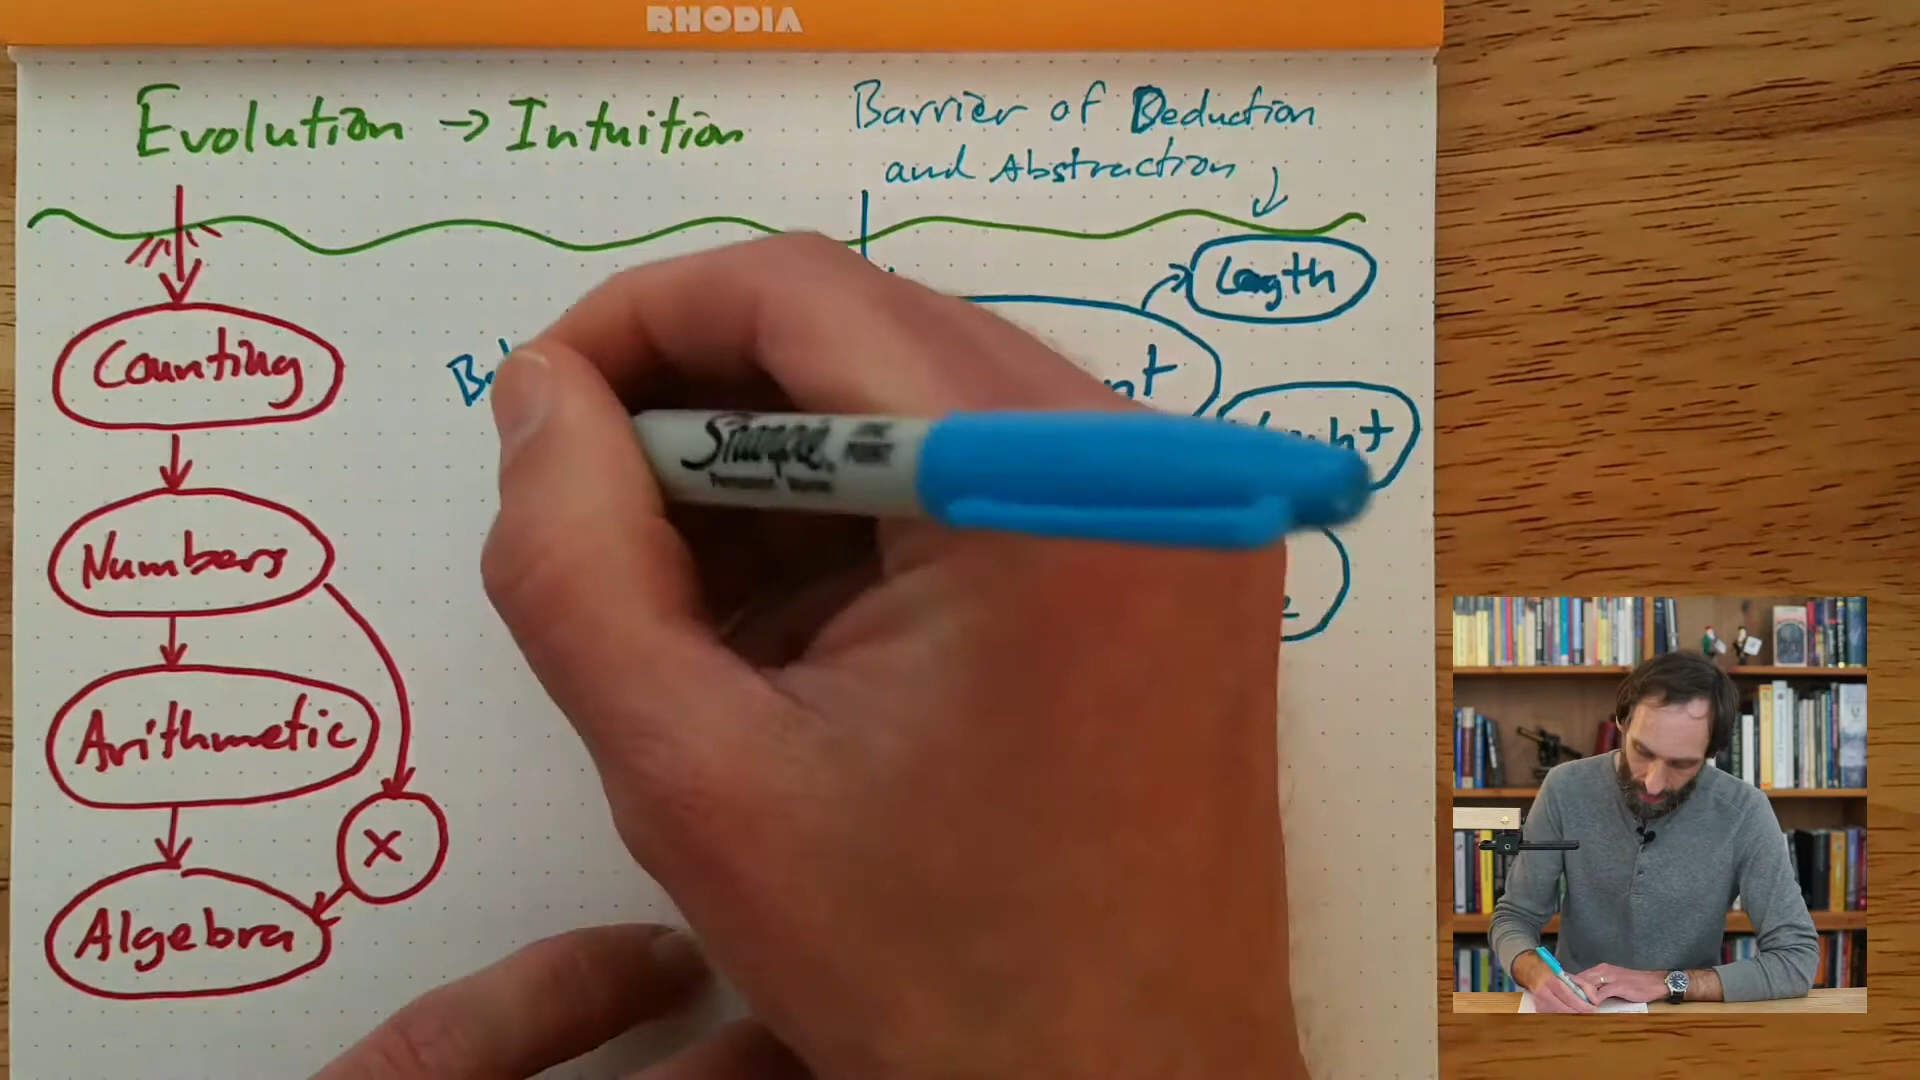 RHODIA
Evolution → Intuition
Barrier of Deduction
and Abstraction
Length
Counting
Numbers
Arithmetic
x
Algebra
Sharpie